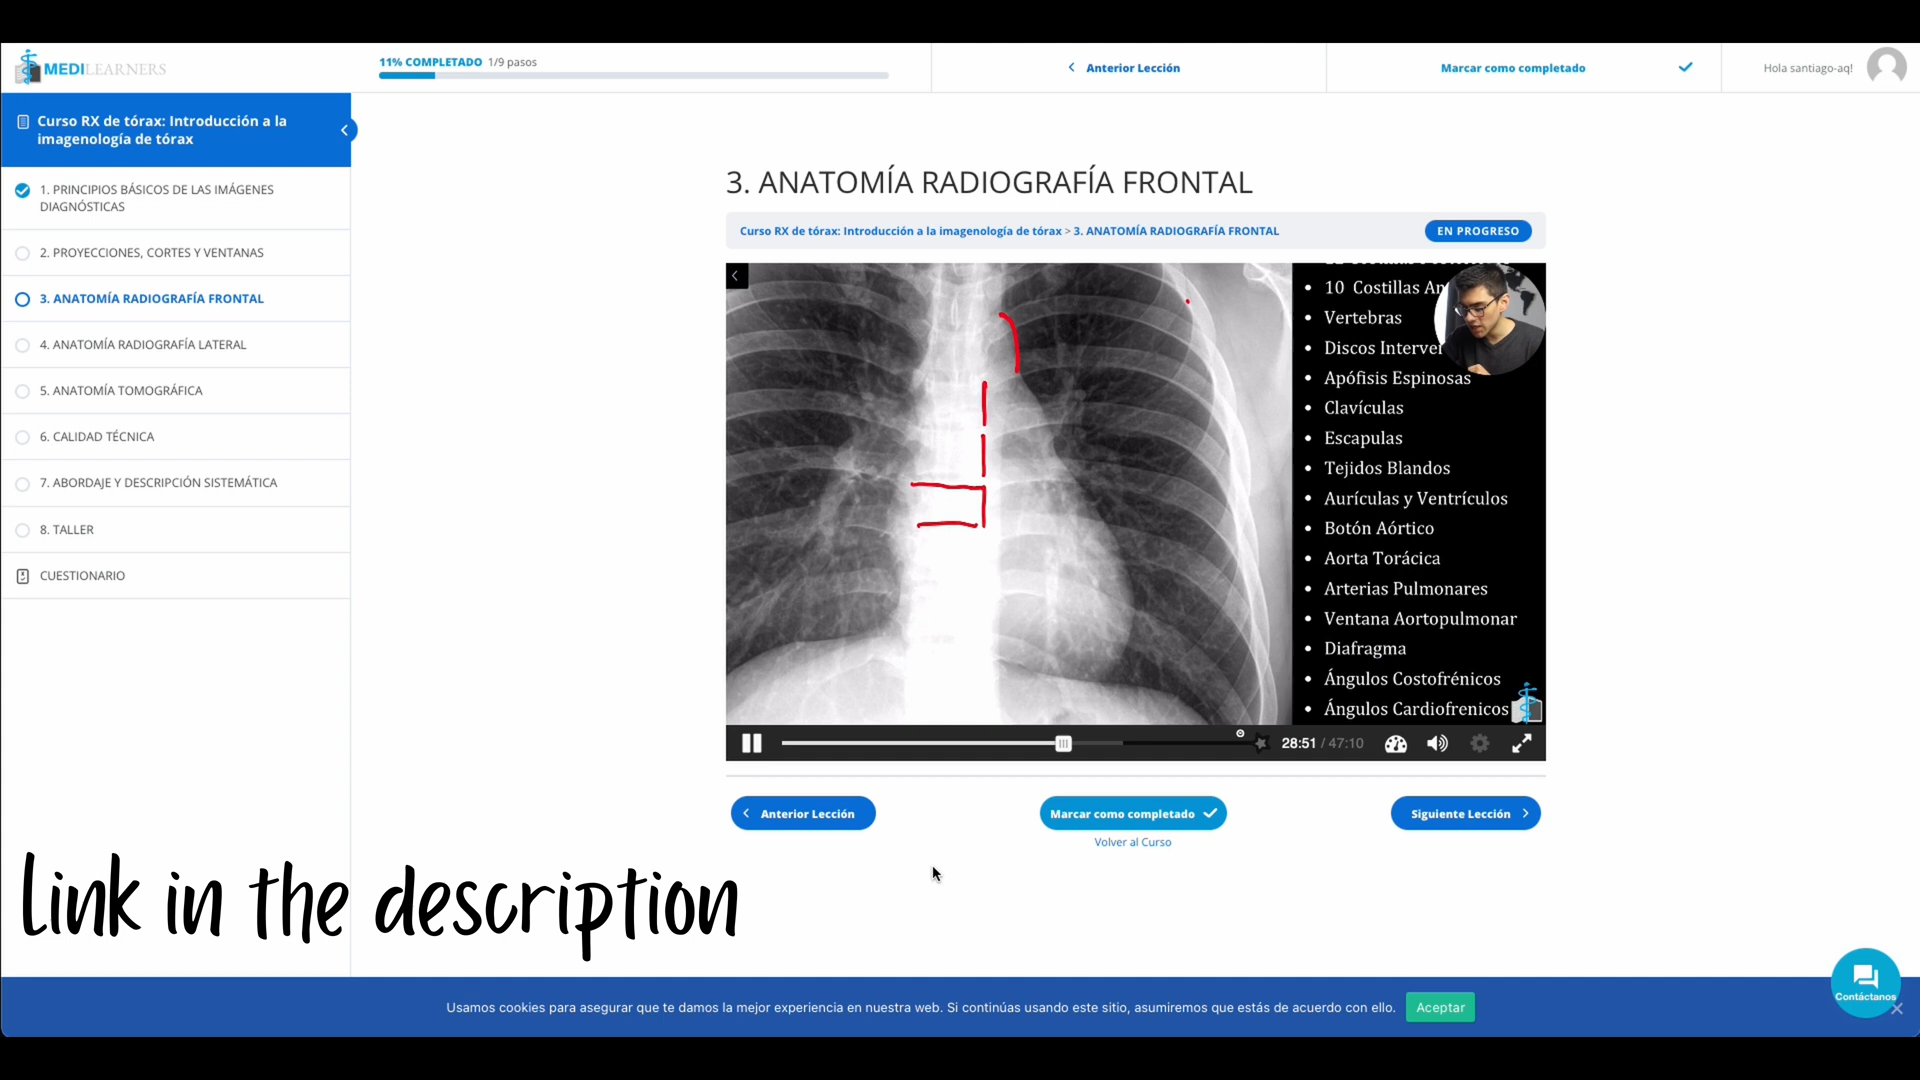 MEDILEARNERS
11% COMPLETADO 1/9 pasos
Anterior Lección
Marcar como completado
Hola santiago-aq!
Curso RX de tórax: Introducción a la
imagenología de tórax
1. PRINCIPIOS BÁSICOS DE LAS IMÁGENES
DIAGNÓSTICAS
2. PROYECCIONES, CORTES Y VENTANAS
3. ANATOMÍA RADIOGRAFÍA FRONTAL
4. ANATOMÍA RADIOGRAFÍA LATERAL
5. ANATOMÍA TOMOGRÁFICA
6. CALIDAD TÉCNICA
7. ABORDAJE Y DESCRIPCIÓN SISTEMÁTICA
8. TALLER
CUESTIONARIO
3. ANATOMÍA RADIOGRAFÍA FRONTAL
Curso RX de tórax: Introducción a la imagenología de tórax > 3. ANATOMÍA RADIOGRAFÍA FRONTAL
EN PROGRESO
• 10 Costillas
• Vertebras
• Discos
• Apófisis Espinosas
• Clavículas
• Escapulas
• Tejidos Blandos
• Aurículas y Ventrículos
• Botón Aórtico
• Aorta Torácica
• Arterias Pulmonares
• Ventana Aortopulmonar
• Diafragma
• Ángulos Costofrénicos
• Ángulos Cardiofrenicos
28:51 / 47:10
Anterior Lección
Marcar como completado
Siguiente Lección
Volver al Curso
Link in the description
Usamos cookies para asegurar que te damos la mejor experiencia en nuestra web. Si continúas usando este sitio, asumiremos que estás de acuerdo con ello.
Aceptar
Contáctanos